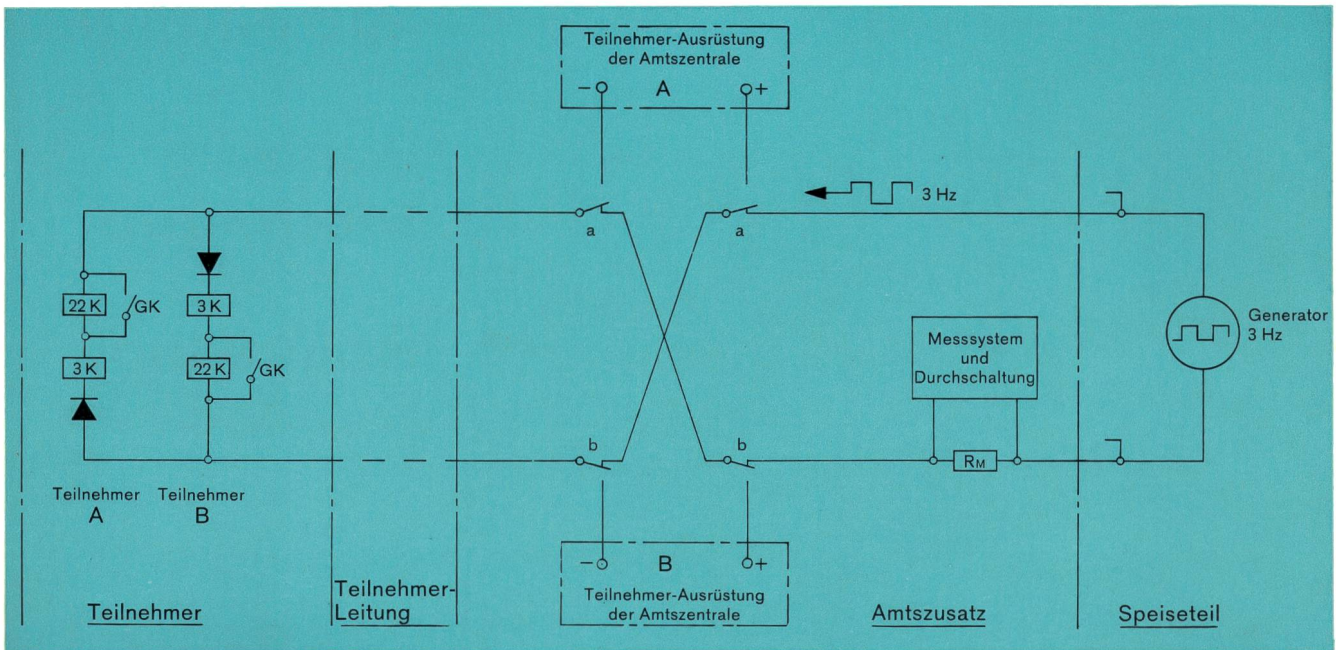 Teilnehmer-Ausrüstung
der Amtszentrale
− A +
3 Hz
a
a
22 K
GK
3 K
3 K
22 K
GK
Generator
3 Hz
Messsystem
und
Durchschaltung
b
b
RM
Teilnehmer
A
Teilnehmer
B
− B +
Teilnehmer-Ausrüstung
der Amtszentrale
Teilnehmer
Teilnehmer-
Leitung
Amtszusatz
Speiseteil